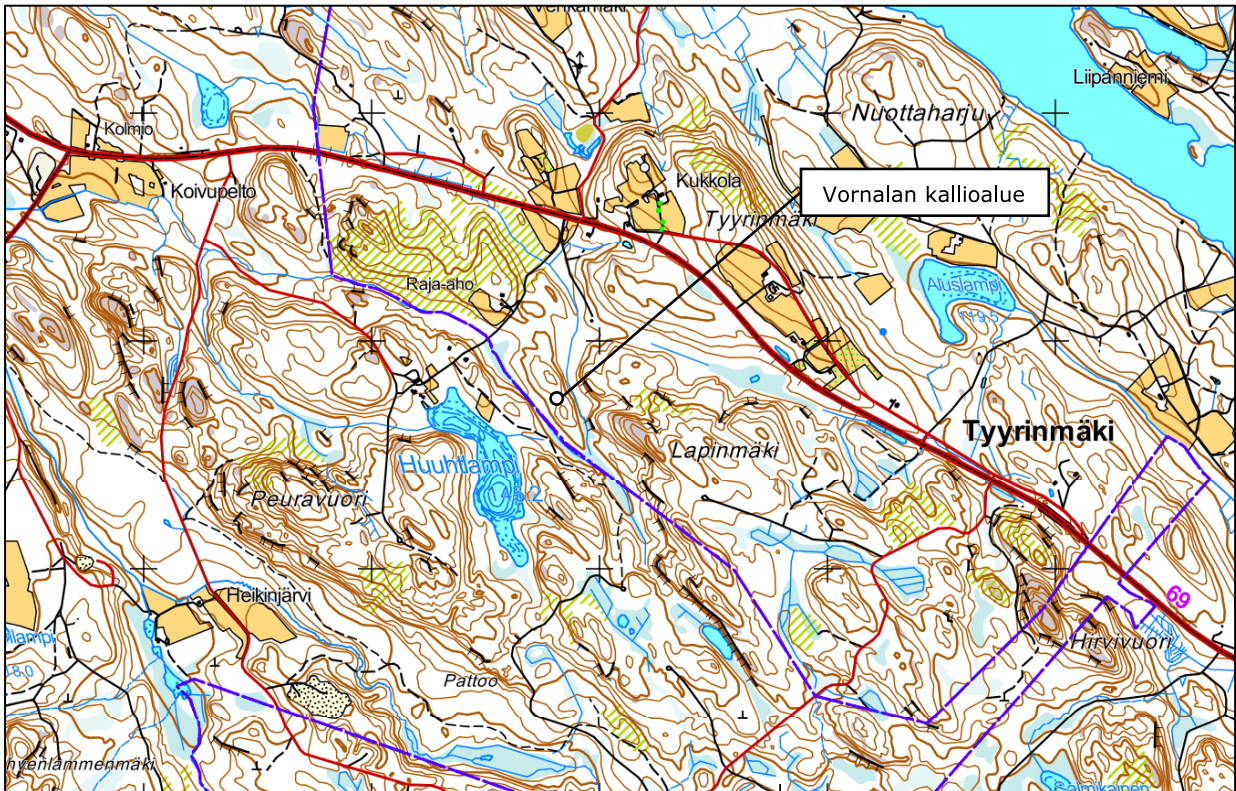 Liipanniemi
Nuottaharju
Kolmio
Kukkola
Koivupelto
Vornalan kallioalue
Tyyrinmäki
Raja-aho
Aluslampi
119.5
Tyyrinmäki
Lapinmäki
Huuhtlampi
Peuravuori
Heikinjärvi
69
Hirvivuori
Pattoo